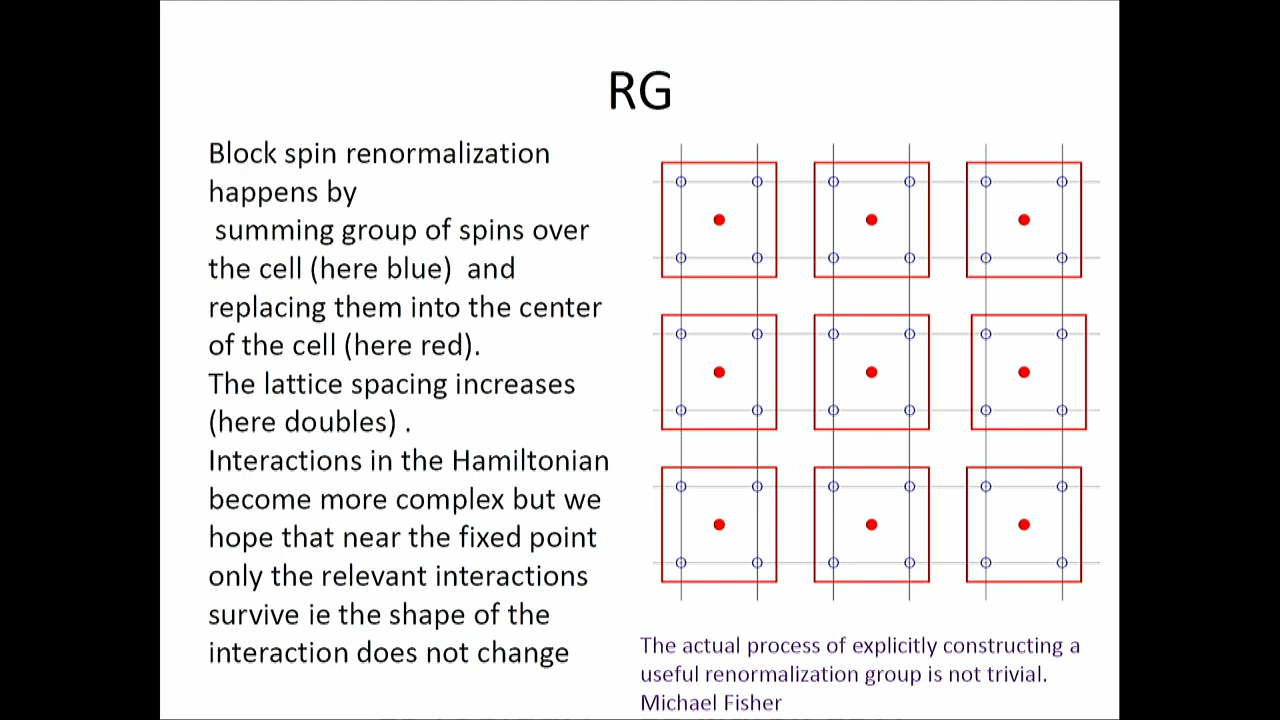 RG
Block spin renormalization
happens by
summing group of spins over
the cell (here blue) and
replacing them into the center
of the cell (here red).
The lattice spacing increases
(here doubles) .
Interactions in the Hamiltonian
become more complex but we
hope that near the fixed point
only the relevant interactions
survive ie the shape of the
interaction does not change
The actual process of explicitly constructing a
useful renormalization group is not trivial.
Michael Fisher